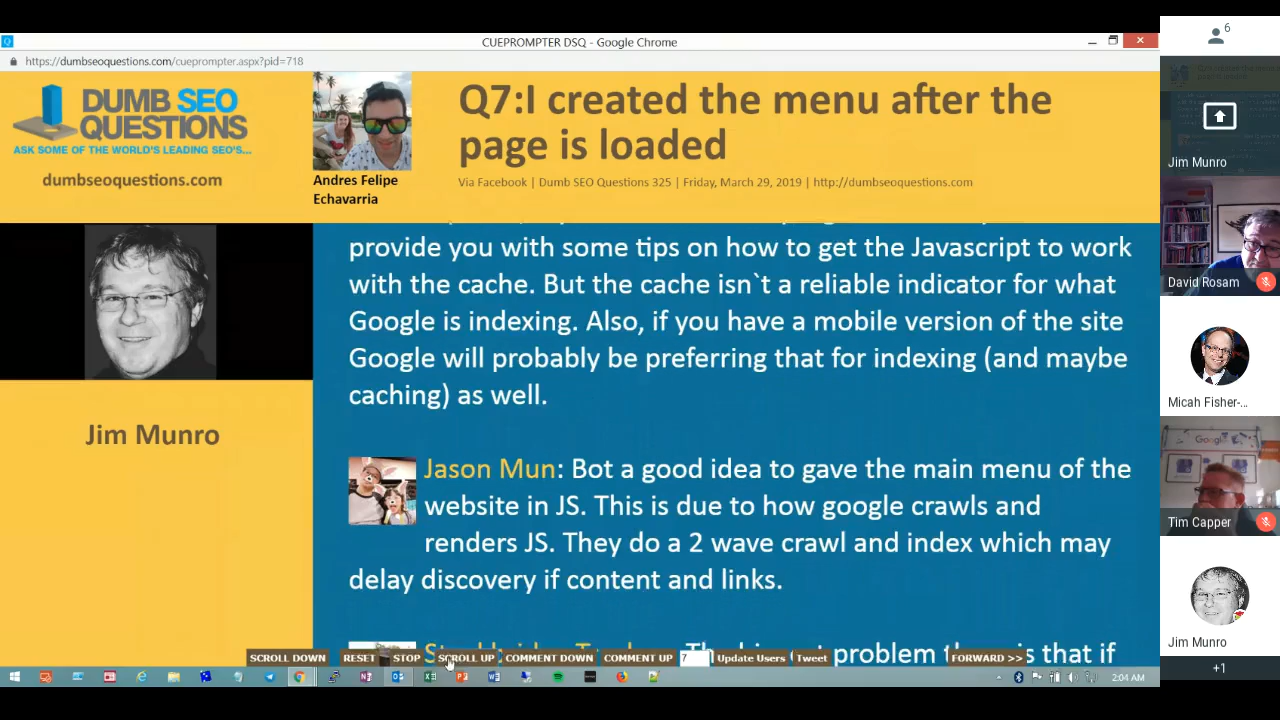 CUEPROMPTER DSQ - Google Chrome
https://dumbseoquestions.com/cueprompter.aspx?pid=718
DUMB SEO
QUESTIONS
ASK SOME OF THE WORLD'S LEADING SEO'S...
dumbseoquestions.com
Andres Felipe
Echavarria
Q7:I created the menu after the
page is loaded
Via Facebook | Dumb SEO Questions 325 | Friday, March 29, 2019 | http://dumbseoquestions.com
Jim Munro
provide you with some tips on how to get the Javascript to work
with the cache. But the cache isn`t a reliable indicator for what
Google is indexing. Also, if you have a mobile version of the site
Google will probably be preferring that for indexing (and maybe
caching) as well.
Jason Mun: Bot a good idea to gave the main menu of the
website in JS. This is due to how google crawls and
renders JS. They do a 2 wave crawl and index which may
delay discovery if content and links.
problem there is that if
SCROLL DOWN RESET STOP SCROLL UP COMMENT DOWN COMMENT UP 7 Update Users Tweet FORWARD >>
2:04 AM
6
Jim Munro
David Rosam
Micah Fisher-...
Google
Tim Capper
Jim Munro
+1